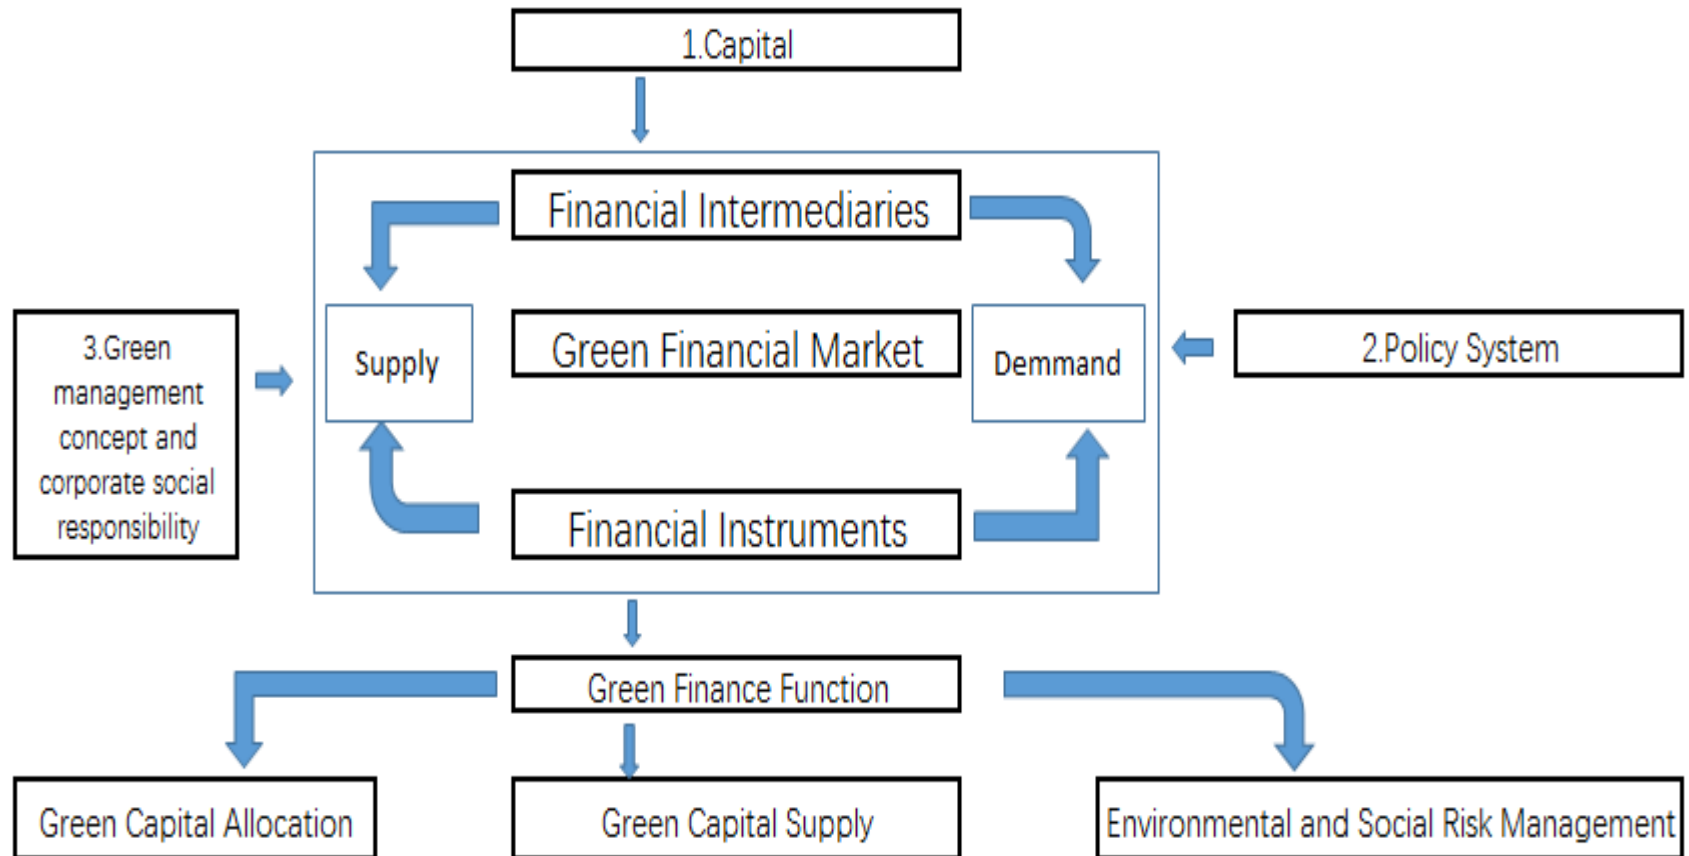 1.Capital
Financial Intermediaries
3.Green
management
concept and
corporate social
responsibility
Supply
Green Financial Market
Demmand
2.Policy System
Financial Instruments
Green Finance Function
Green Capital Allocation
Green Capital Supply
Environmental and Social Risk Management